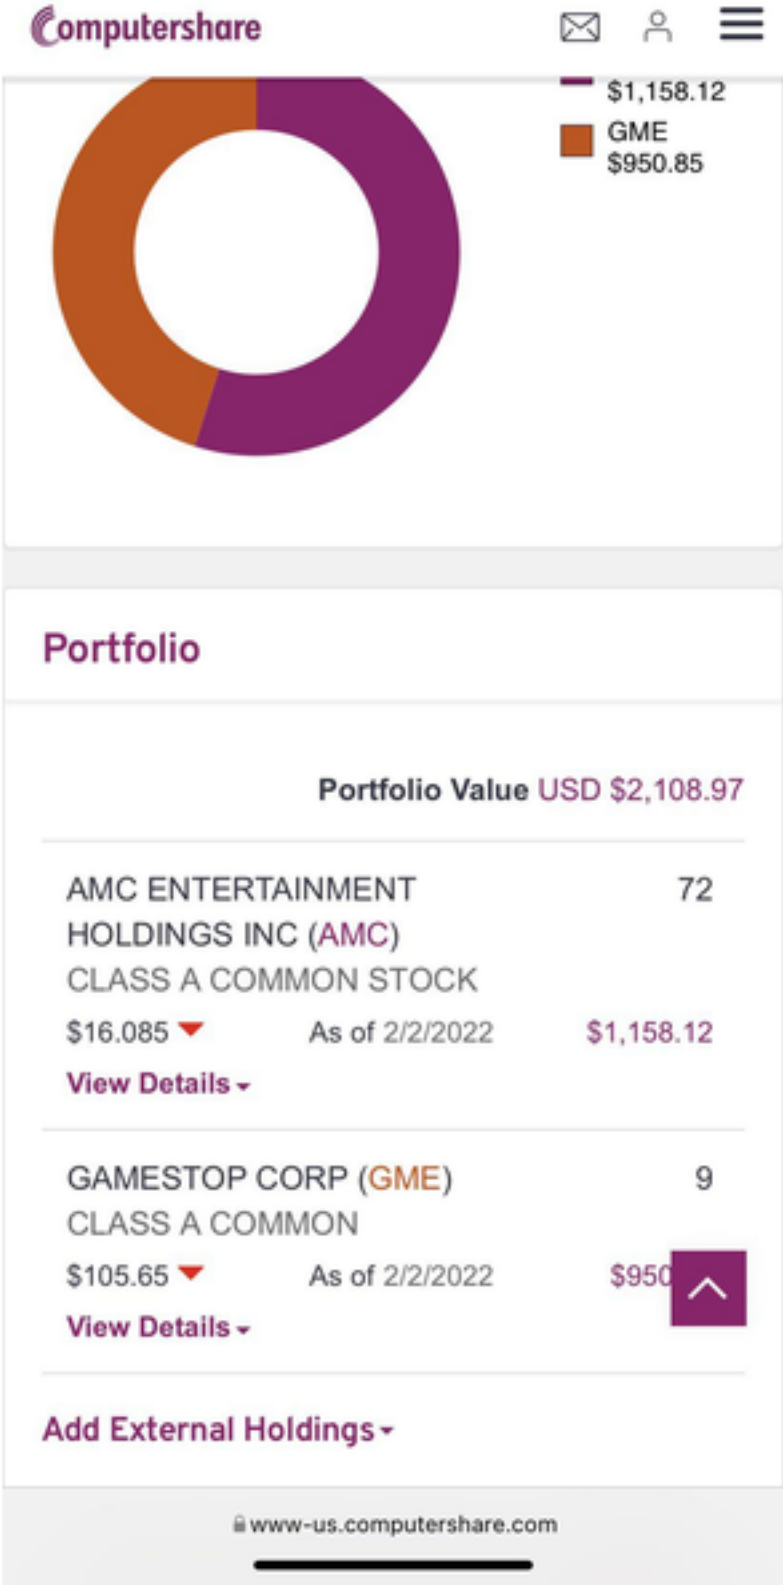 Computershare
$1,158.12
GME
$950.85
Portfolio
Portfolio Value USD $2,108.97
AMC ENTERTAINMENT 72
HOLDINGS INC (AMC)
CLASS A COMMON STOCK
$16.085 As of 2/2/2022 $1,158.12
View Details
GAMESTOP CORP (GME) 9
CLASS A COMMON
$105.65 As of 2/2/2022 $950
View Details
Add External Holdings
www-us.computershare.com